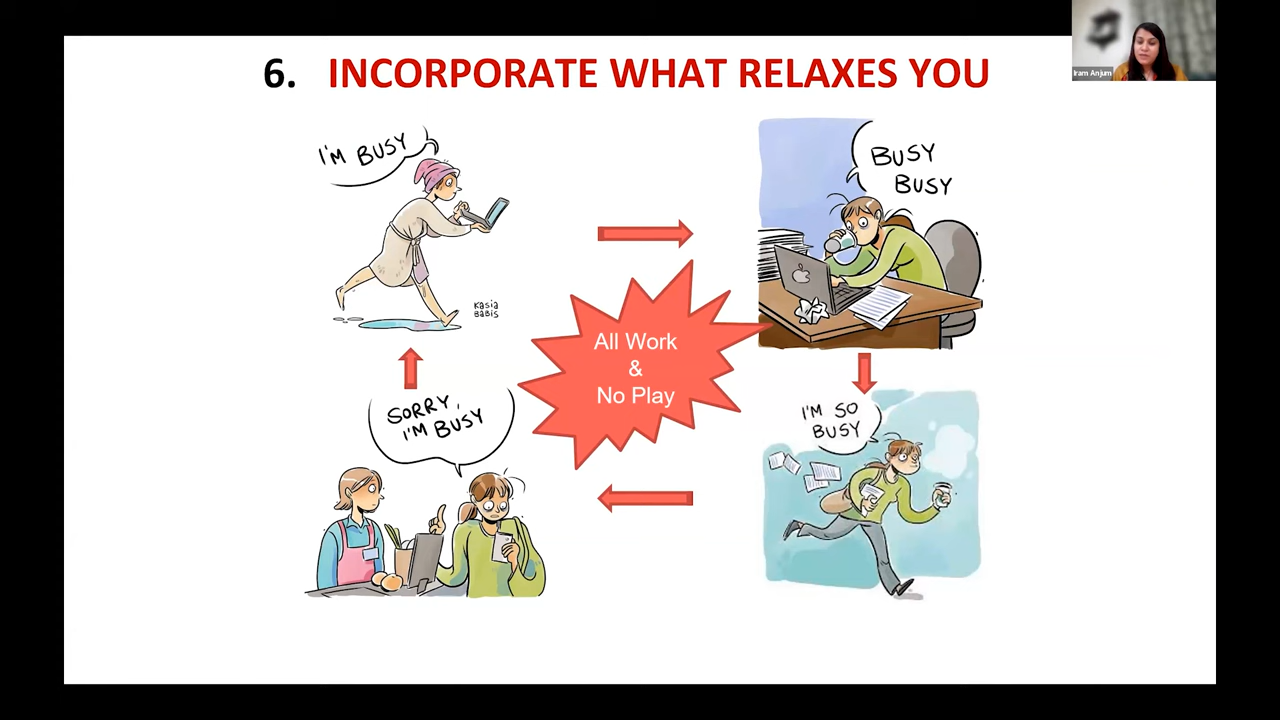 6. INCORPORATE WHAT RELAXES YOU
Iram Anjum
I'M BUSY
KASIA
BABIS
BUSY
BUSY
All Work
&
No Play
SORRY,
I'M BUSY
I'M SO
BUSY